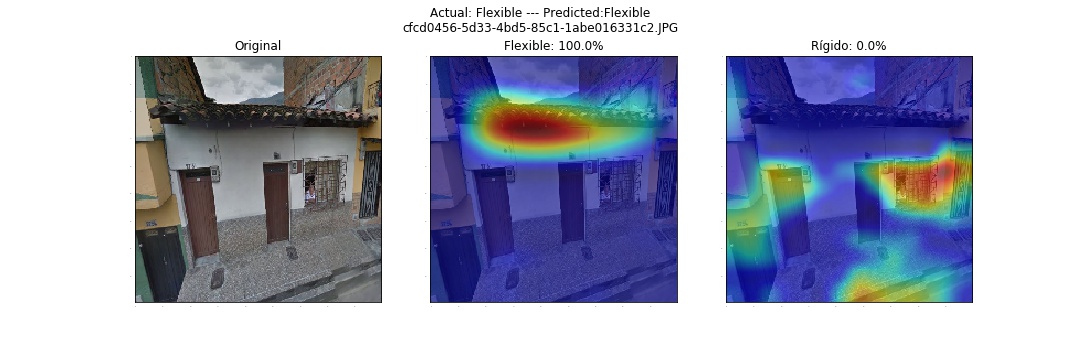 Actual: Flexible --- Predicted:Flexible
cfcd0456-5d33-4bd5-85c1-1abe016331c2.JPG
Original
Flexible: 100.0%
Rígido: 0.0%